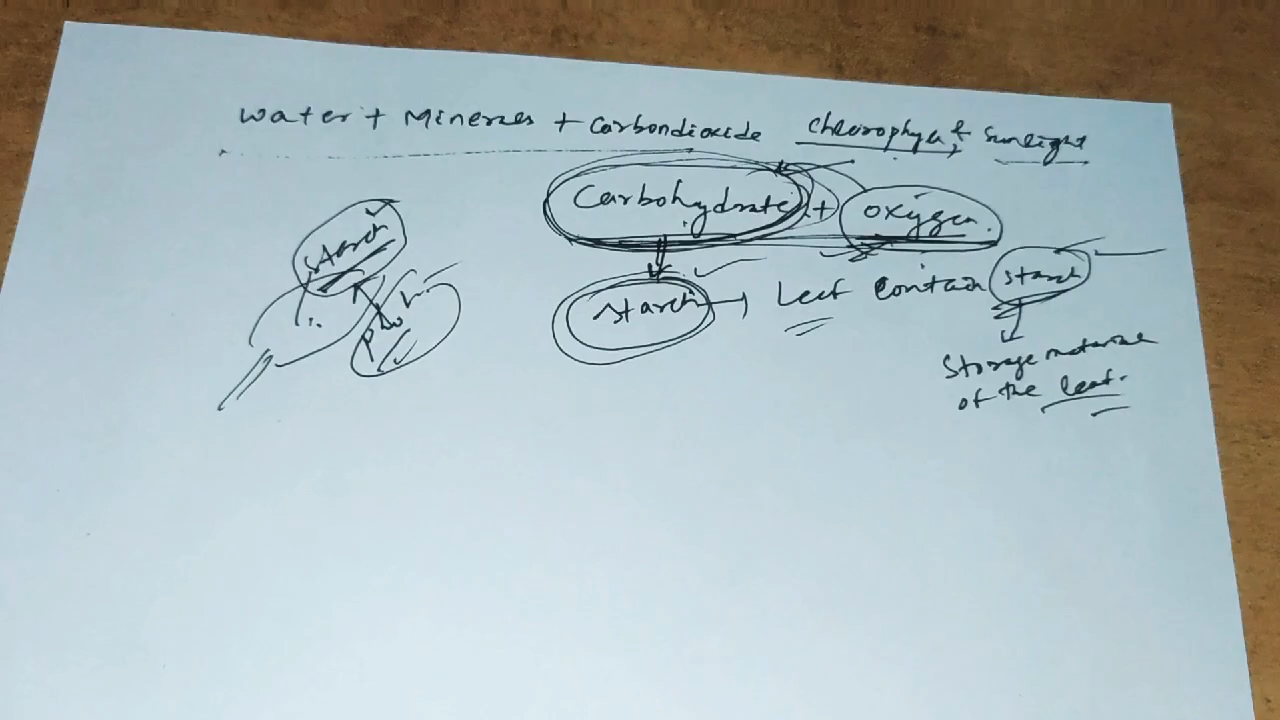 Water + Minerals + Carbondioxide chlorophyll & Sunlight
Carbohydrate + Oxygen.
Starch
Starch → Leaf contain Starch
Storage material
of the leaf.